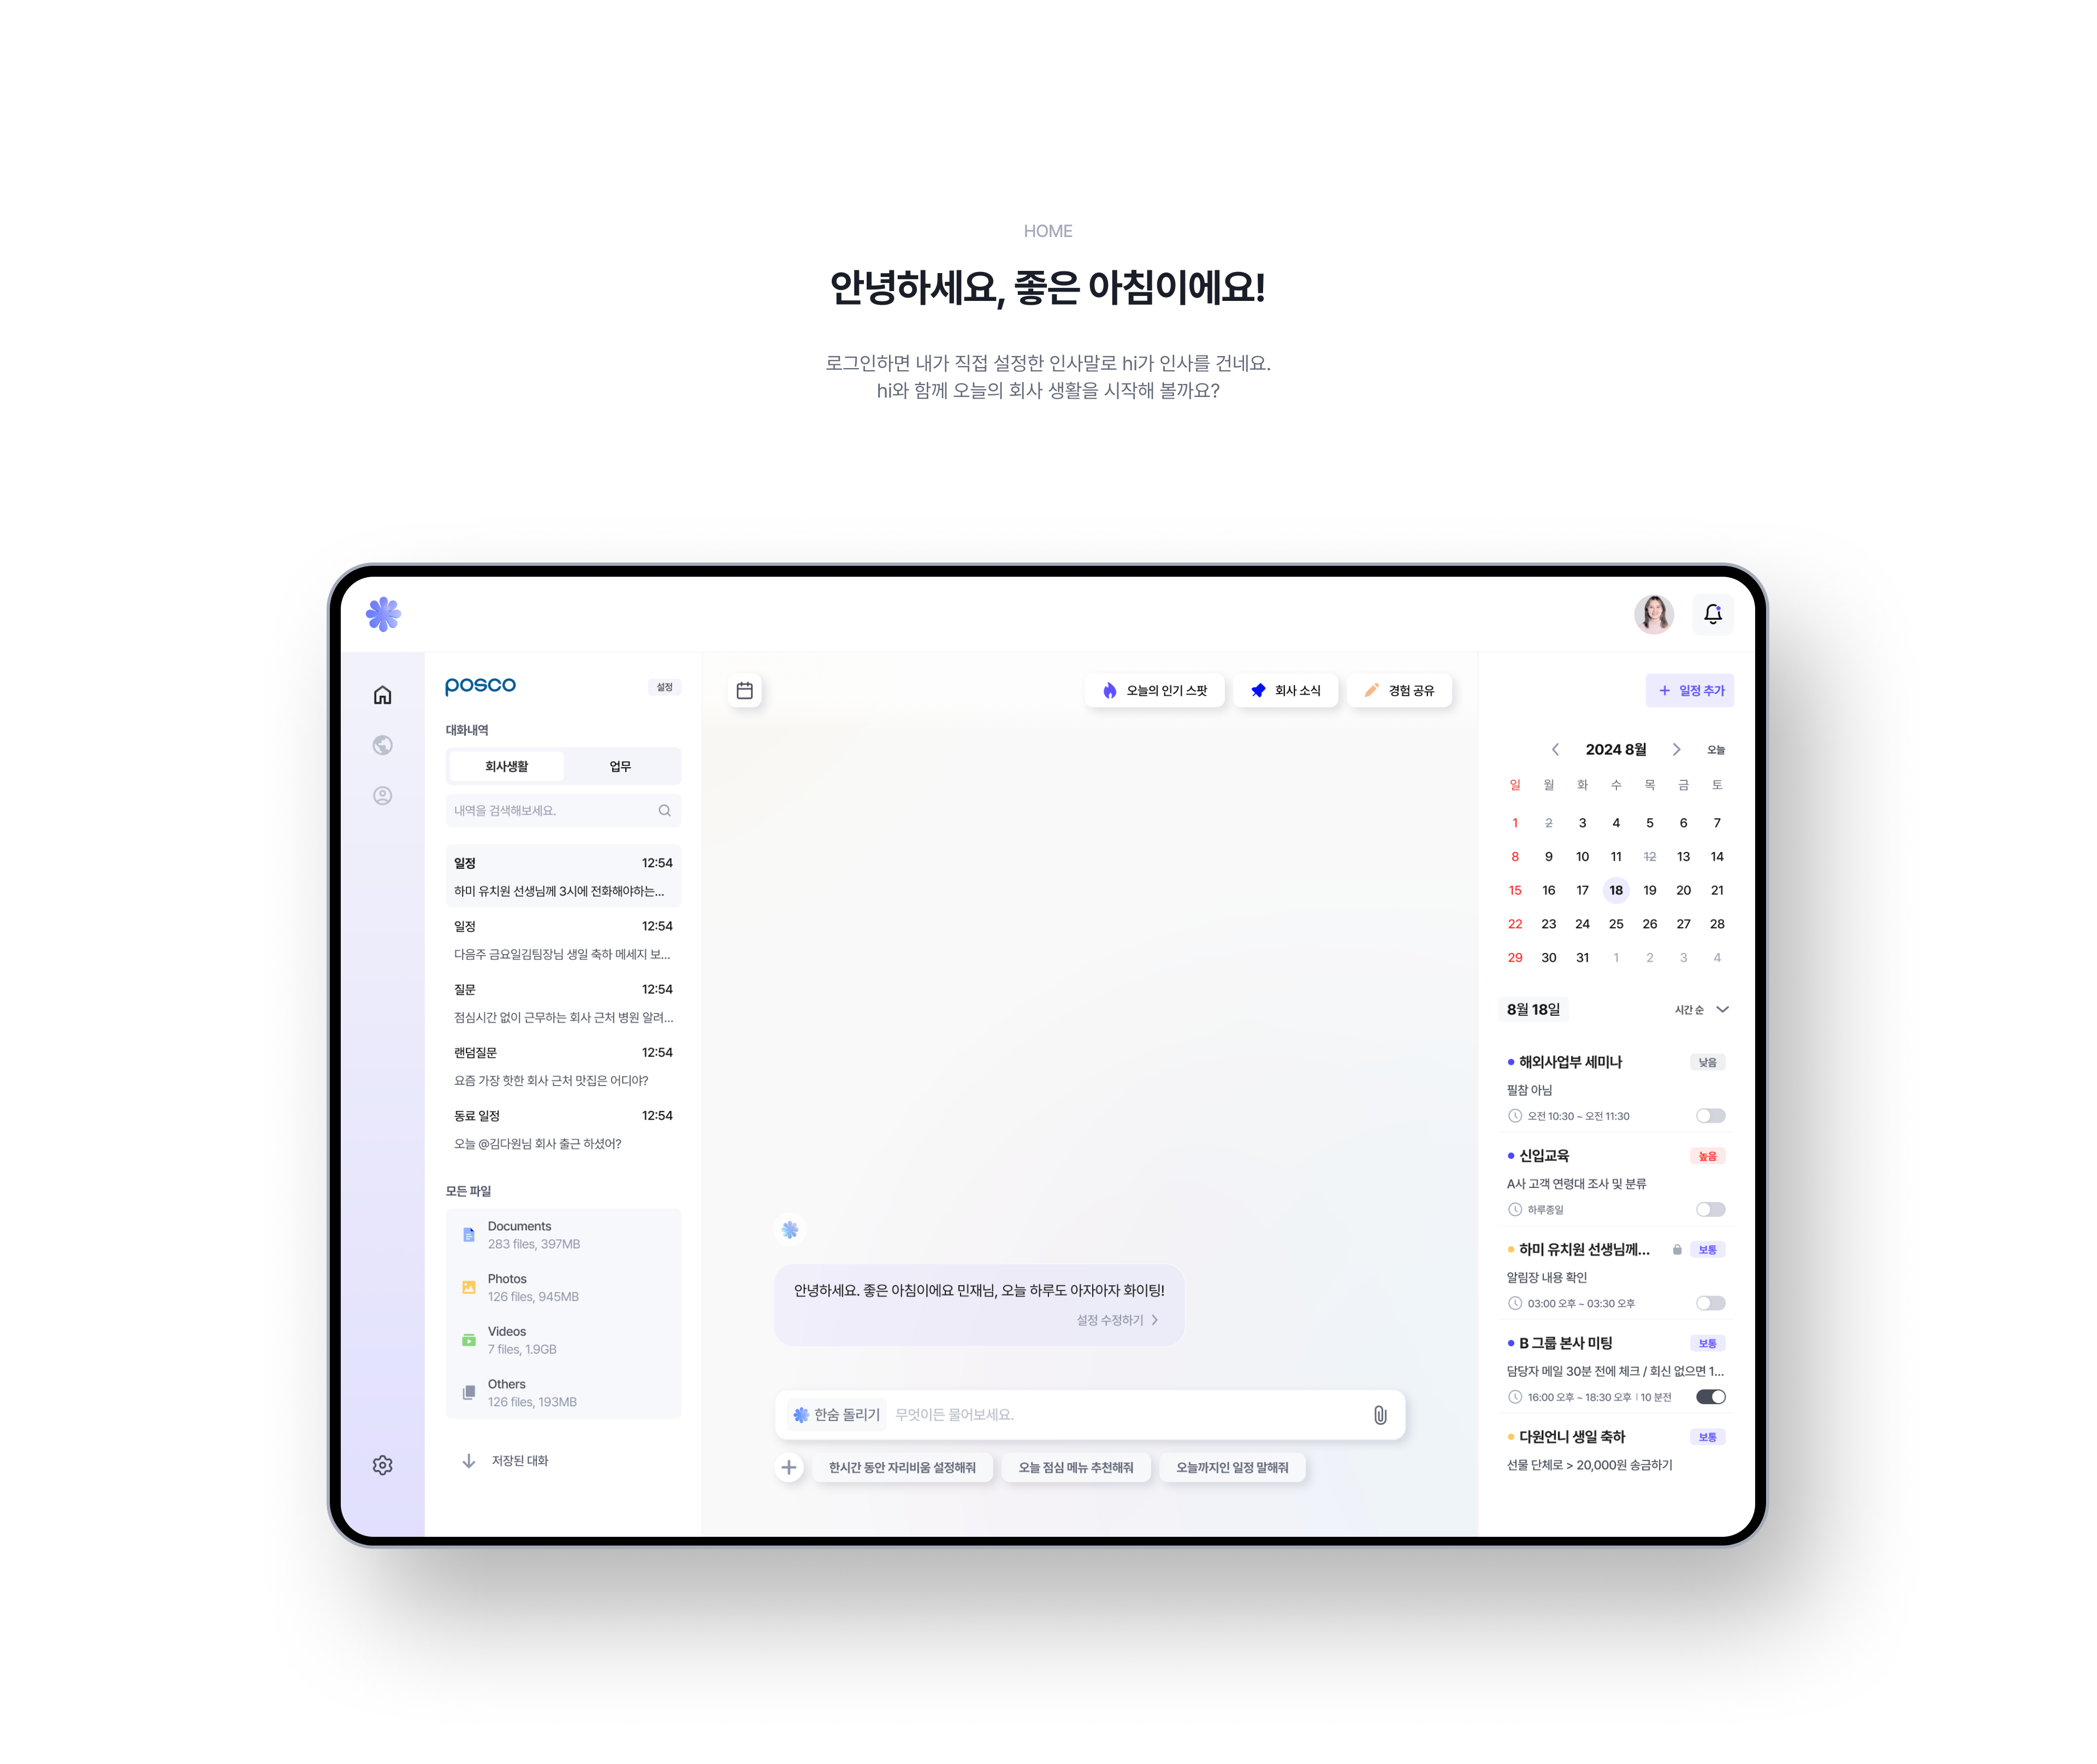 HOME
안녕하세요, 좋은 아침이에요!
로그인하면 내가 직접 설정한 인사말로 hi가 인사를 건네요.
hi와 함께 오늘의 회사 생활을 시작해 볼까요?
posco
설정
대화내역
회사생활
업무
내역을 검색해보세요.
일정 12:54
하미 유치원 선생님께 3시에 전화해야하는...
일정 12:54
다음주 금요일김팀장님 생일 축하 메세지 보...
질문 12:54
점심시간 없이 근무하는 회사 근처 병원 알려...
랜덤질문 12:54
요즘 가장 핫한 회사 근처 맛집은 어디야?
동료 일정 12:54
오늘 @김다원님 회사 출근 하셨어?
모든 파일
Documents
283 files, 397MB
Photos
126 files, 945MB
Videos
7 files, 1.9GB
Others
126 files, 193MB
저장된 대화
오늘의 인기 스팟
회사 소식
경험 공유
안녕하세요. 좋은 아침이에요 민재님, 오늘 하루도 아자아자 화이팅!
설정 수정하기
한숨 돌리기 무엇이든 물어보세요.
한시간 동안 자리비움 설정해줘
오늘 점심 메뉴 추천해줘
오늘까지인 일정 말해줘
일정 추가
2024 8월 오늘
일 월 화 수 목 금 토
1 2 3 4 5 6 7
8 9 10 11 12 13 14
15 16 17 18 19 20 21
22 23 24 25 26 27 28
29 30 31 1 2 3 4
8월 18일 시간 순
해외사업부 세미나 낮음
필참 아님
오전 10:30 ~ 오전 11:30
신입교육 높음
A사 고객 연령대 조사 및 분류
하루종일
하미 유치원 선생님께... 보통
알림장 내용 확인
03:00 오후 ~ 03:30 오후
B 그룹 본사 미팅 보통
담당자 메일 30분 전에 체크 / 회신 없으면 1...
16:00 오후 ~ 18:30 오후 | 10 분전
다원언니 생일 축하 보통
선물 단체로 > 20,000원 송금하기